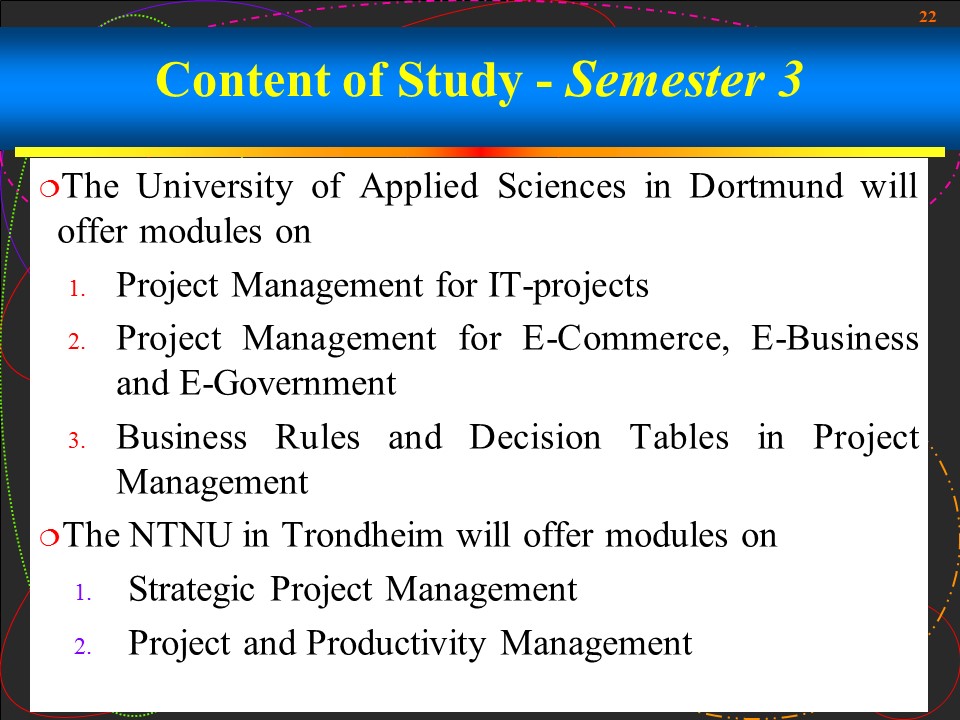 22
Content of Study - Semester 3
The University of Applied Sciences in Dortmund will
offer modules on
1. Project Management for IT-projects
2. Project Management for E-Commerce, E-Business
and E-Government
3. Business Rules and Decision Tables in Project
Management
The NTNU in Trondheim will offer modules on
1. Strategic Project Management
2. Project and Productivity Management